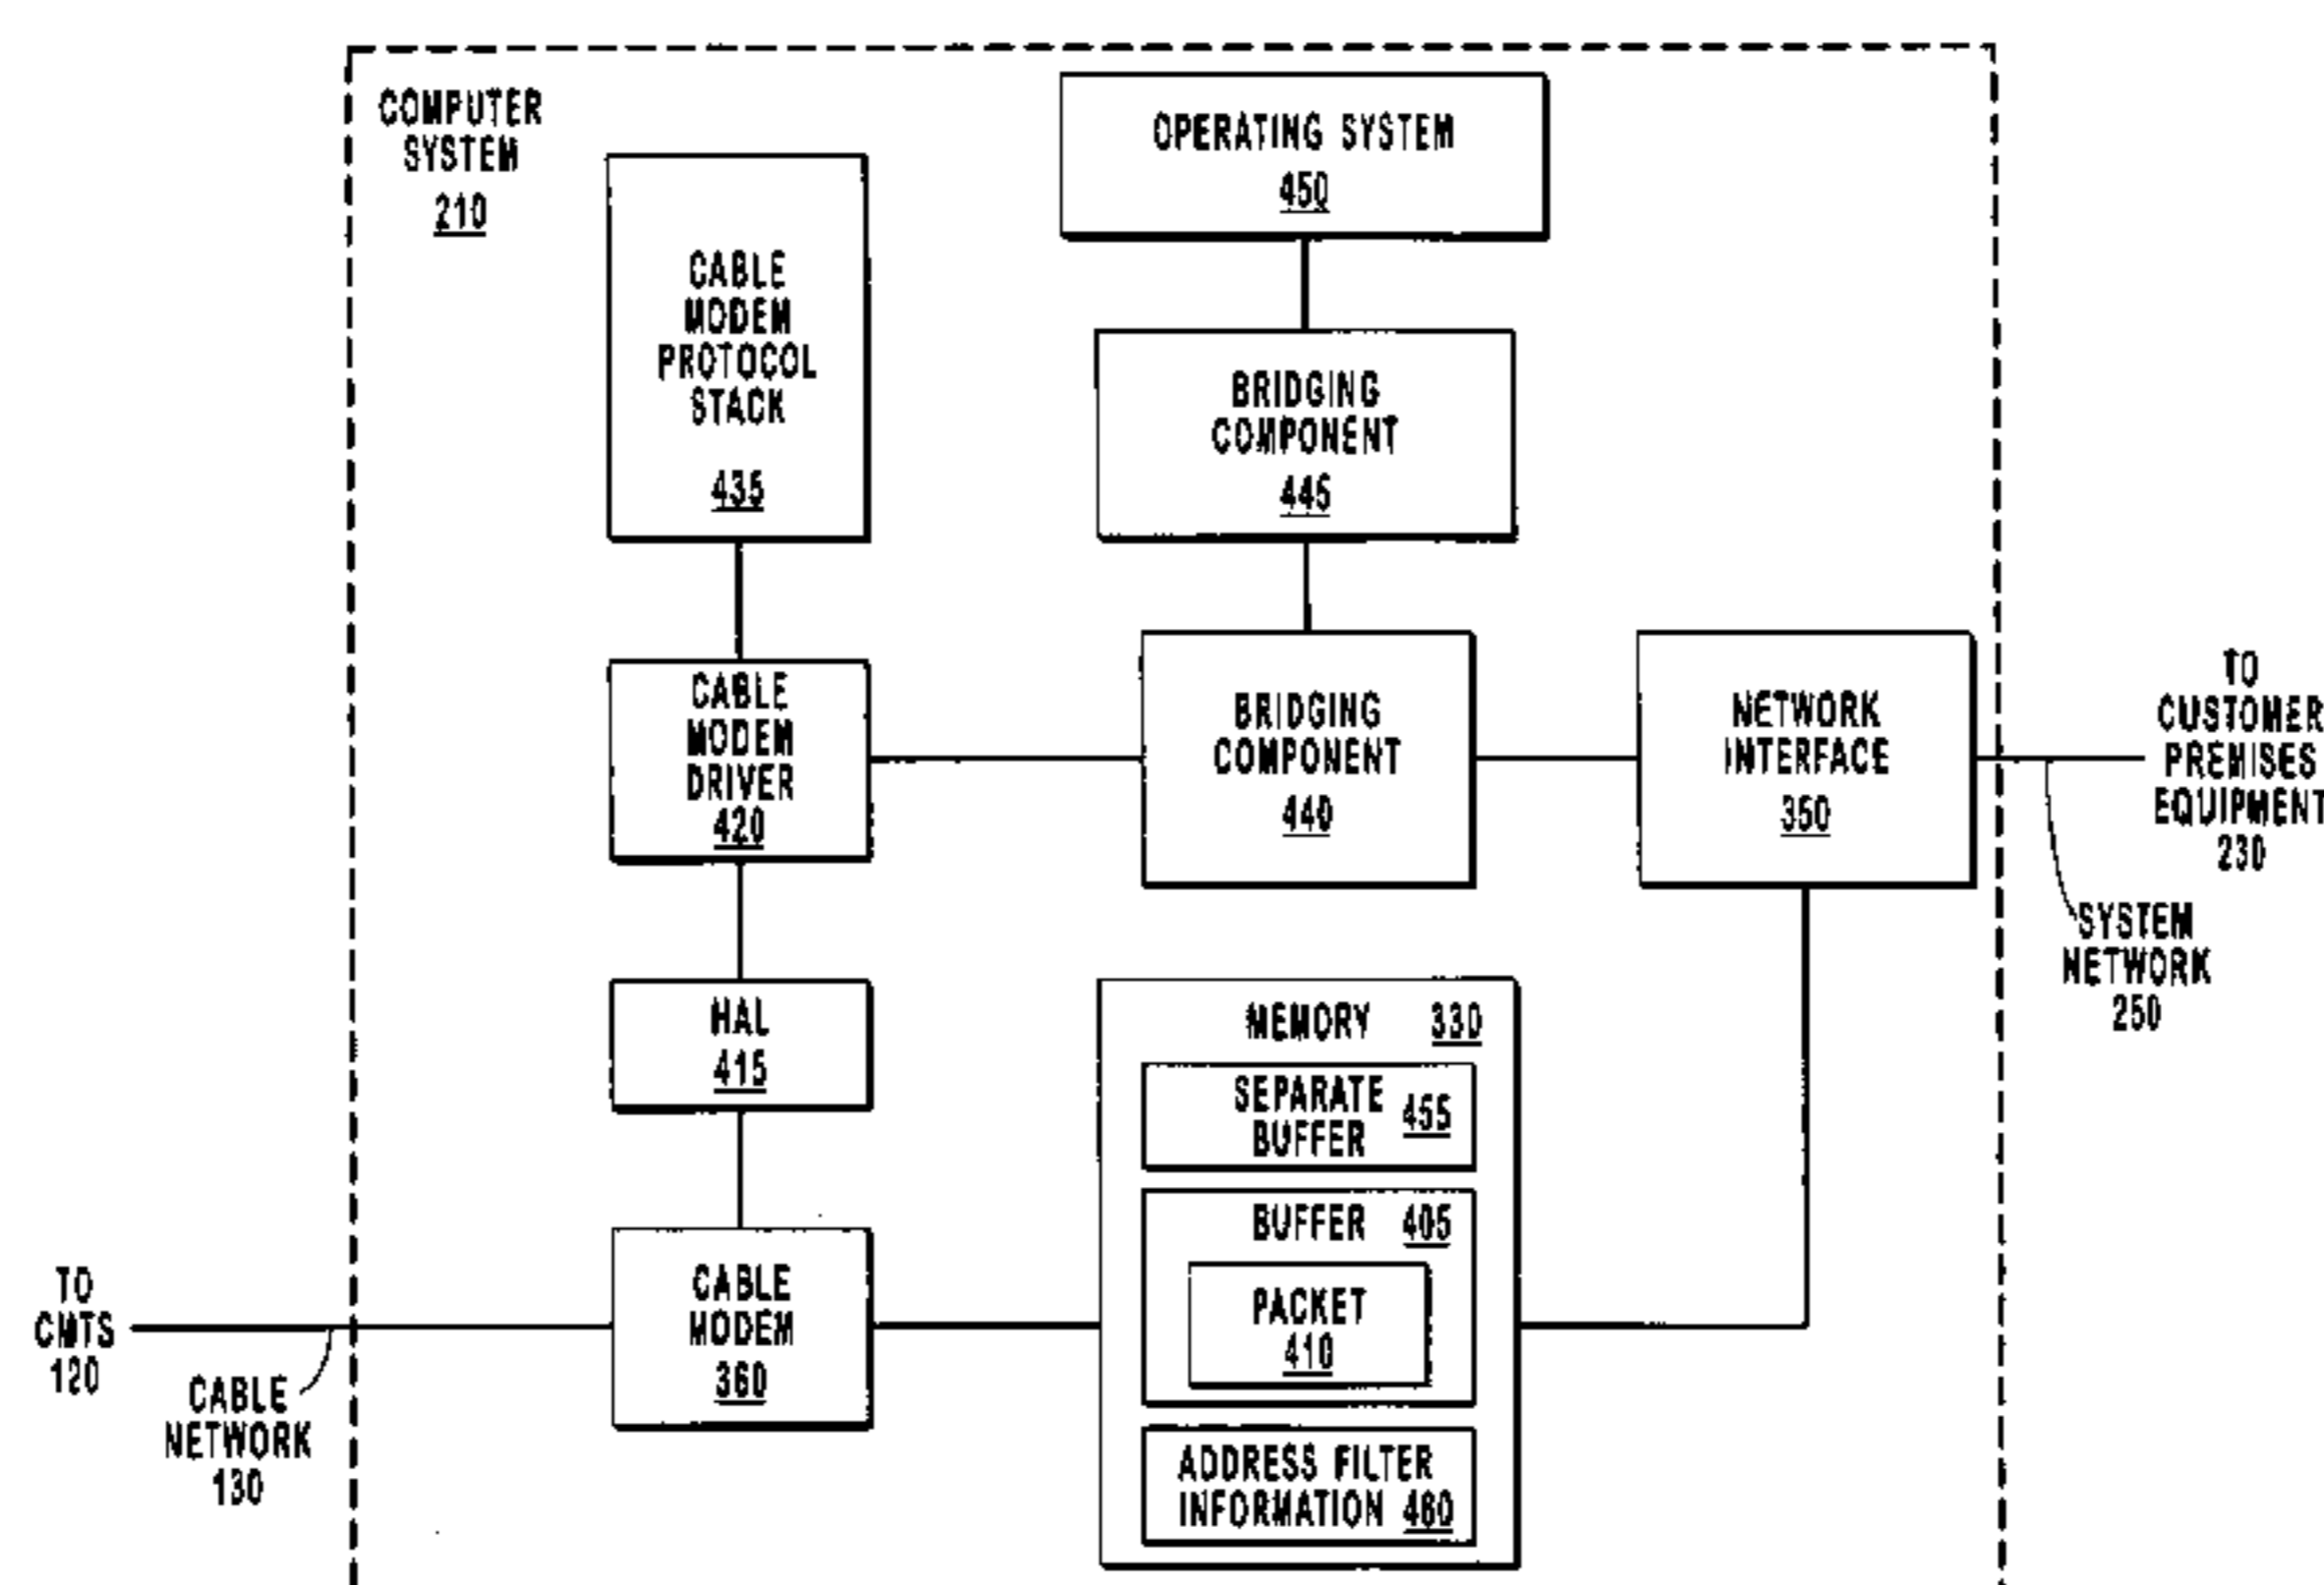 COMPUTER
SYSTEM
210
OPERATING SYSTEM
450
CABLE
MODEM
PROTOCOL
STACK
435
BRIDGING
COMPONENT
445
CABLE
MODEM
DRIVER
420
BRIDGING
COMPONENT
440
NETWORK
INTERFACE
350
TO
CUSTOMER
PREMISES
EQUIPMENT
230
SYSTEM
NETWORK
250
HAL
415
MEMORY 330
SEPARATE
BUFFER 455
BUFFER 405
PACKET
410
ADDRESS FILTER
INFORMATION 460
CABLE
MODEM
360
TO
CMTS
120
CABLE
NETWORK
130